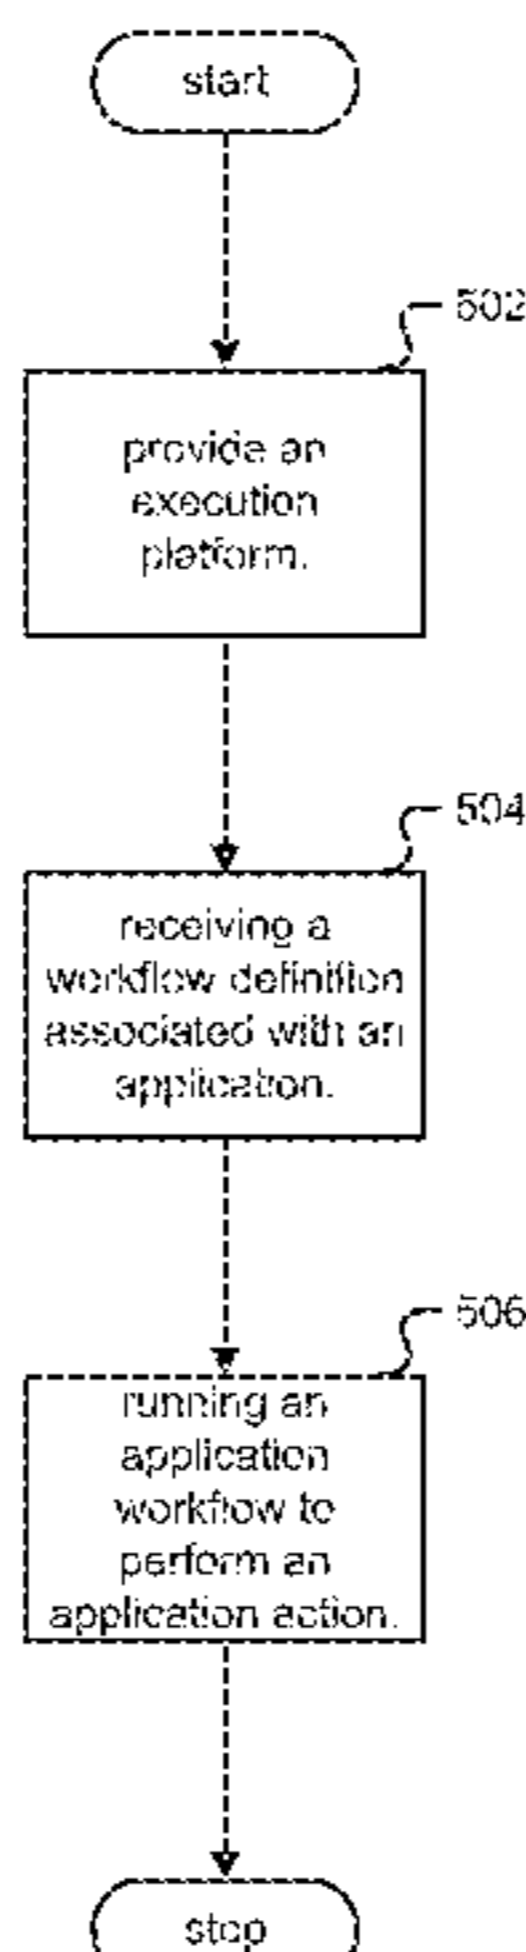 start
502
provide an
execution
platform.
504
receiving a
workflow definition
associated with an
application.
506
running an
application
workflow to
perform an
application action.
stop